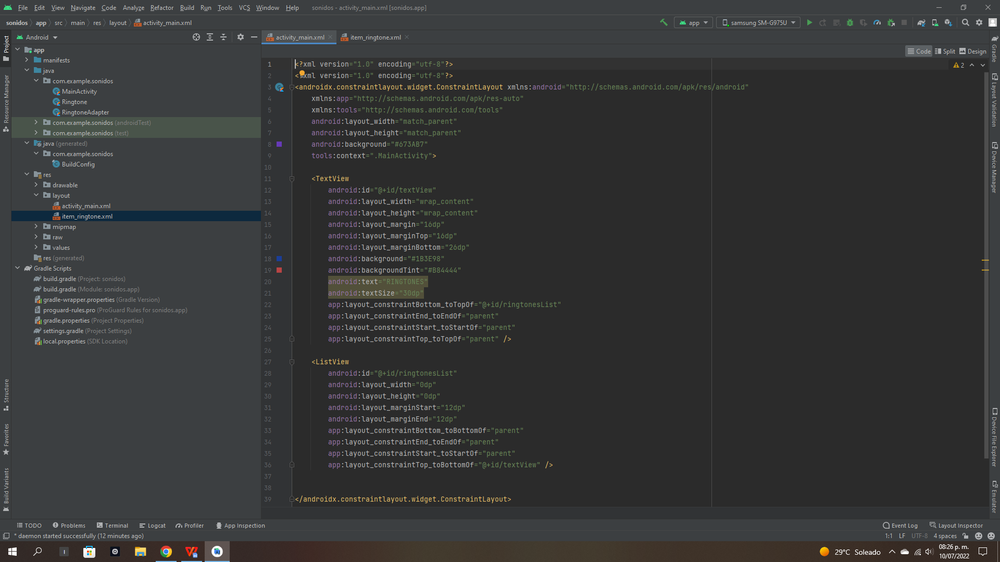 File Edit View Navigate Code Analyze Refactor Build Run Tools VCS Window Help sonidos - activity_main.xml [sonidos.app]
sonidos app src main res layout activity_main.xml app samsung SM-G975U
Android activity_main.xml item_ringtone.xml
Code Split Design
app
manifests
java
com.example.sonidos
MainActivity
Ringtone
RingtoneAdapter
com.example.sonidos (androidTest)
com.example.sonidos (test)
java (generated)
com.example.sonidos
BuildConfig
res
drawable
layout
activity_main.xml
item_ringtone.xml
mipmap
raw
values
res (generated)
Gradle Scripts
build.gradle (Project: sonidos)
build.gradle (Module: sonidos.app)
gradle-wrapper.properties (Gradle Version)
proguard-rules.pro (ProGuard Rules for sonidos.app)
gradle.properties (Project Properties)
settings.gradle (Project Settings)
local.properties (SDK Location)
Project
Resource Manager
Structure
Favorites
Build Variants
2
1 <?xml version="1.0" encoding="utf-8"?>
2 <?xml version="1.0" encoding="utf-8"?>
3 <androidx.constraintlayout.widget.ConstraintLayout xmlns:android="http://schemas.android.com/apk/res/android"
4 xmlns:app="http://schemas.android.com/apk/res-auto"
5 xmlns:tools="http://schemas.android.com/tools"
6 android:layout_width="match_parent"
7 android:layout_height="match_parent"
8 android:background="#673AB7"
9 tools:context=".MainActivity">
10
11 <TextView
12 android:id="@+id/textView"
13 android:layout_width="wrap_content"
14 android:layout_height="wrap_content"
15 android:layout_margin="16dp"
16 android:layout_marginTop="16dp"
17 android:layout_marginBottom="26dp"
18 android:background="#1B3E98"
19 android:backgroundTint="#B84444"
20 android:text="RINGTONES"
21 android:textSize="30dp"
22 app:layout_constraintBottom_toTopOf="@+id/ringtonesList"
23 app:layout_constraintEnd_toEndOf="parent"
24 app:layout_constraintStart_toStartOf="parent"
25 app:layout_constraintTop_toTopOf="parent" />
26
27 <ListView
28 android:id="@+id/ringtonesList"
29 android:layout_width="0dp"
30 android:layout_height="0dp"
31 android:layout_marginStart="12dp"
32 android:layout_marginEnd="12dp"
33 app:layout_constraintBottom_toBottomOf="parent"
34 app:layout_constraintEnd_toEndOf="parent"
35 app:layout_constraintStart_toStartOf="parent"
36 app:layout_constraintTop_toBottomOf="@+id/textView" />
37
38
39 </androidx.constraintlayout.widget.ConstraintLayout>
Gradle
Layout Validation
Device Manager
Device File Explorer
Emulator
TODO Problems Terminal Logcat Profiler App Inspection Event Log Layout Inspector
* daemon started successfully (12 minutes ago) 1:1 LF UTF-8 4 spaces
29°C Soleado 08:26 p. m.
10/07/2022